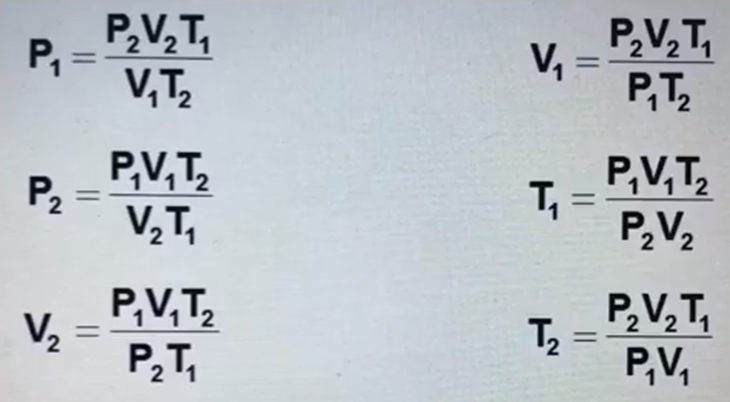 P₁ = P₂V₂T₁ / V₁T₂
V₁ = P₂V₂T₁ / P₁T₂
P₂ = P₁V₁T₂ / V₂T₁
T₁ = P₁V₁T₂ / P₂V₂
V₂ = P₁V₁T₂ / P₂T₁
T₂ = P₂V₂T₁ / P₁V₁